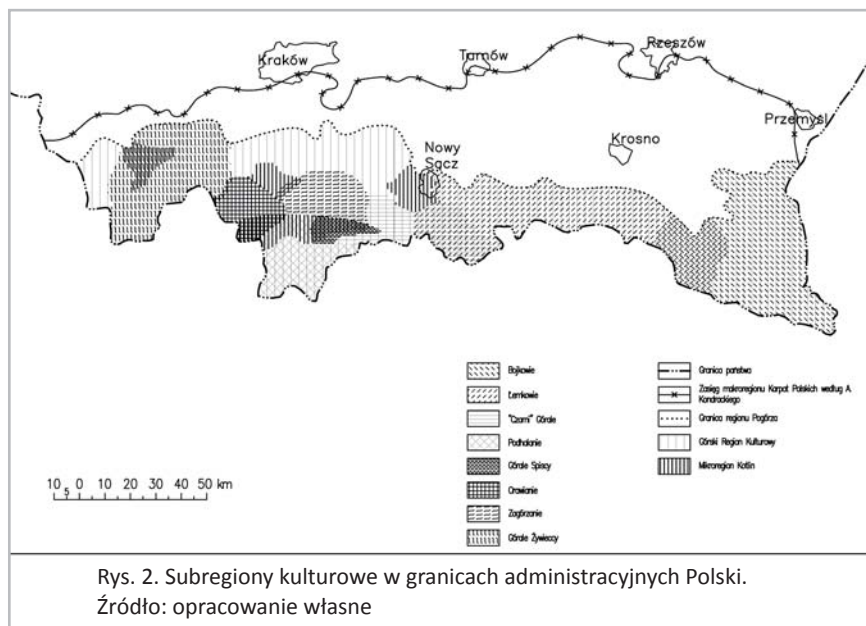 Kraków
Tarnów
Rzeszów
Przemyśl
Krosno
Nowy
Sącz
Bojkowie
Łemkowie
"Czarni" Górale
Podhalanie
Górale Spiscy
Orawianie
Zagórzanie
Górale Żywieccy
Granica państwa
Zasięg makroregionu Karpat Polskich według A.
Kondrackiego
Granica regionu Pogórza
Górski Region Kulturowy
Mikroregion Kotlin
10 5 0 10 20 30 40 50 km
Rys. 2. Subregiony kulturowe w granicach administracyjnych Polski.
Źródło: opracowanie własne